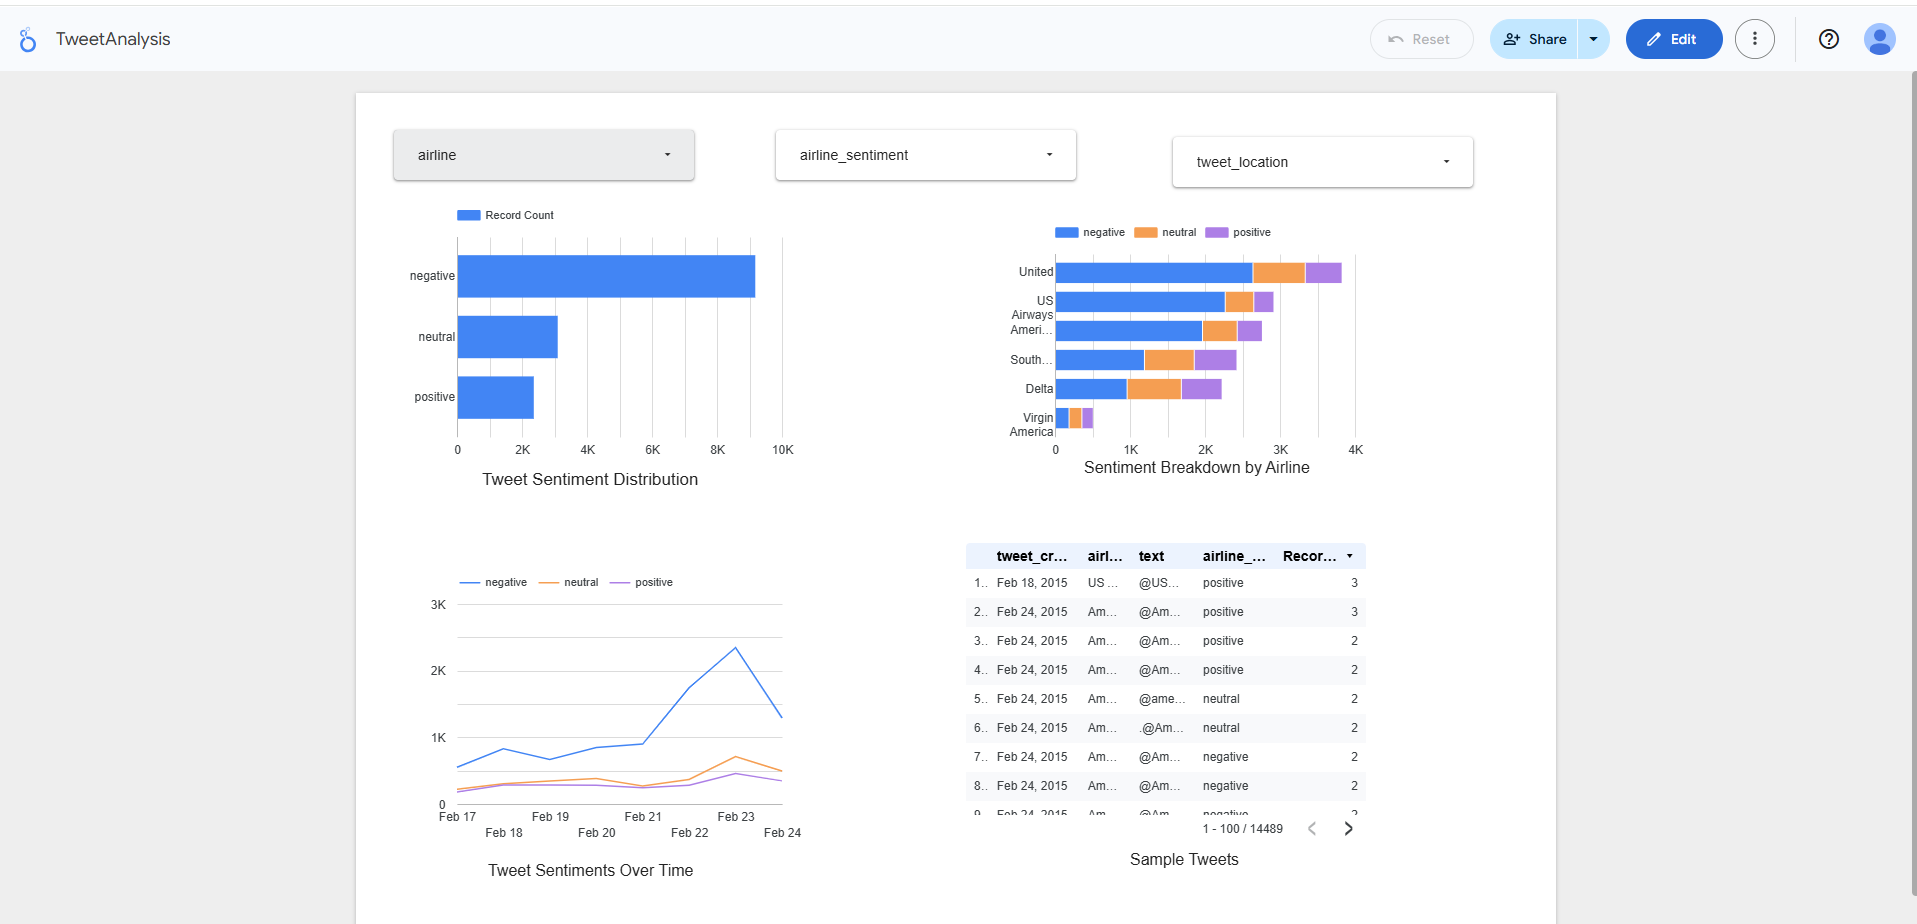 TweetAnalysis
Reset
Share
Edit
airline
airline_sentiment
tweet_location
Record Count
negative
neutral
positive
0 2K 4K 6K 8K 10K
Tweet Sentiment Distribution
negative neutral positive
United
US
Airways
Ameri...
South...
Delta
Virgin
America
0 1K 2K 3K 4K
Sentiment Breakdown by Airline
negative neutral positive
3K
2K
1K
0
Feb 17 Feb 19 Feb 21 Feb 23
Feb 18 Feb 20 Feb 22 Feb 24
Tweet Sentiments Over Time
tweet_cr... airl... text airline_... Recor...
1.. Feb 18, 2015 US ... @US... positive 3
2.. Feb 24, 2015 Am... @Am... positive 3
3.. Feb 24, 2015 Am... @Am... positive 2
4.. Feb 24, 2015 Am... @Am... positive 2
5.. Feb 24, 2015 Am... @ame... neutral 2
6.. Feb 24, 2015 Am... .@Am... neutral 2
7.. Feb 24, 2015 Am... @Am... negative 2
8.. Feb 24, 2015 Am... @Am... negative 2
9.. Feb 24, 2015 Am... @Am... negative 2
1 - 100 / 14489
Sample Tweets